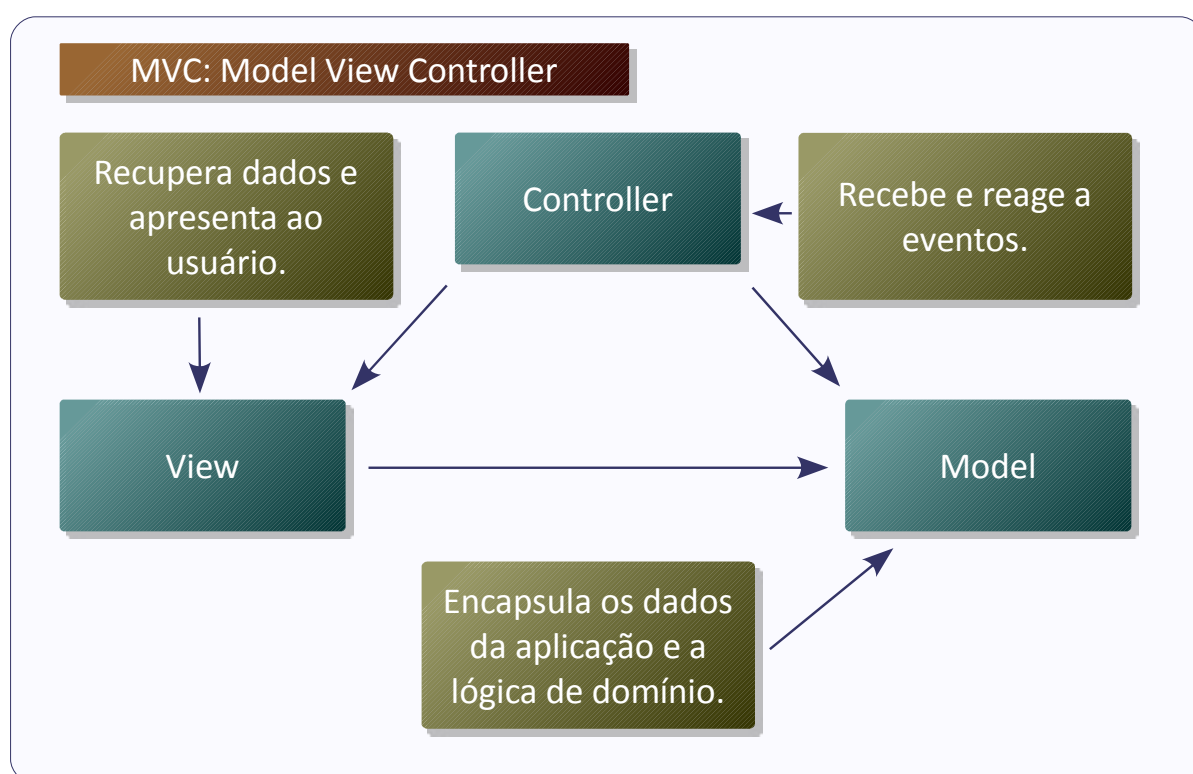 MVC: Model View Controller
Recupera dados e
apresenta ao
usuário.
Controller
Recebe e reage a
eventos.
View
Model
Encapsula os dados
da aplicação e a
lógica de domínio.